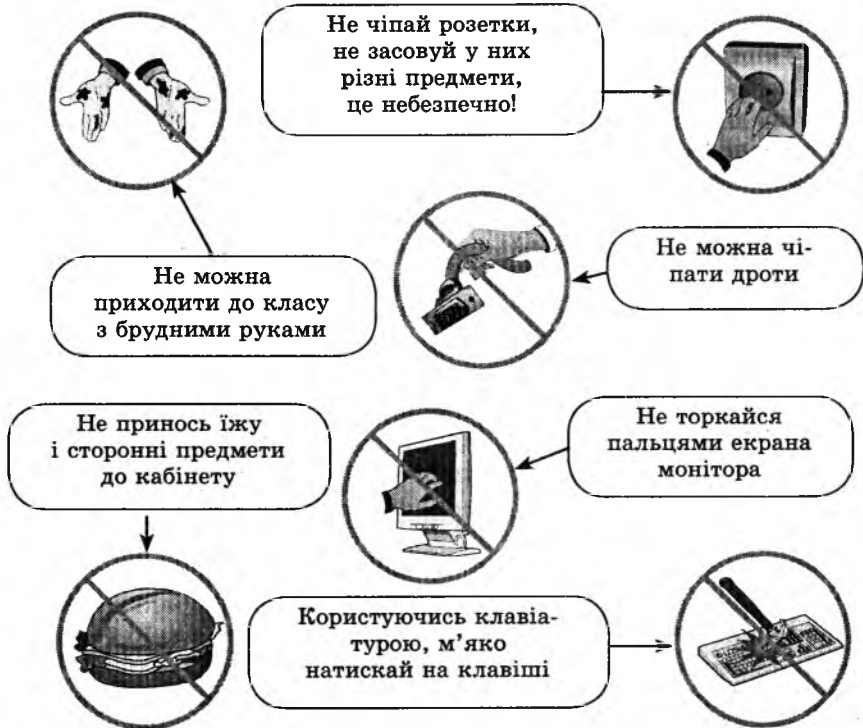 Не чіпай розетки,
не засовуй у них
різні предмети,
це небезпечно!
Не можна
приходити до класу
з брудними руками
Не можна чі-
пати дроти
Не принось їжу
і сторонні предмети
до кабінету
Не торкайся
пальцями екрана
монітора
Користуючись клавіа-
турою, м’яко
натискай на клавіші